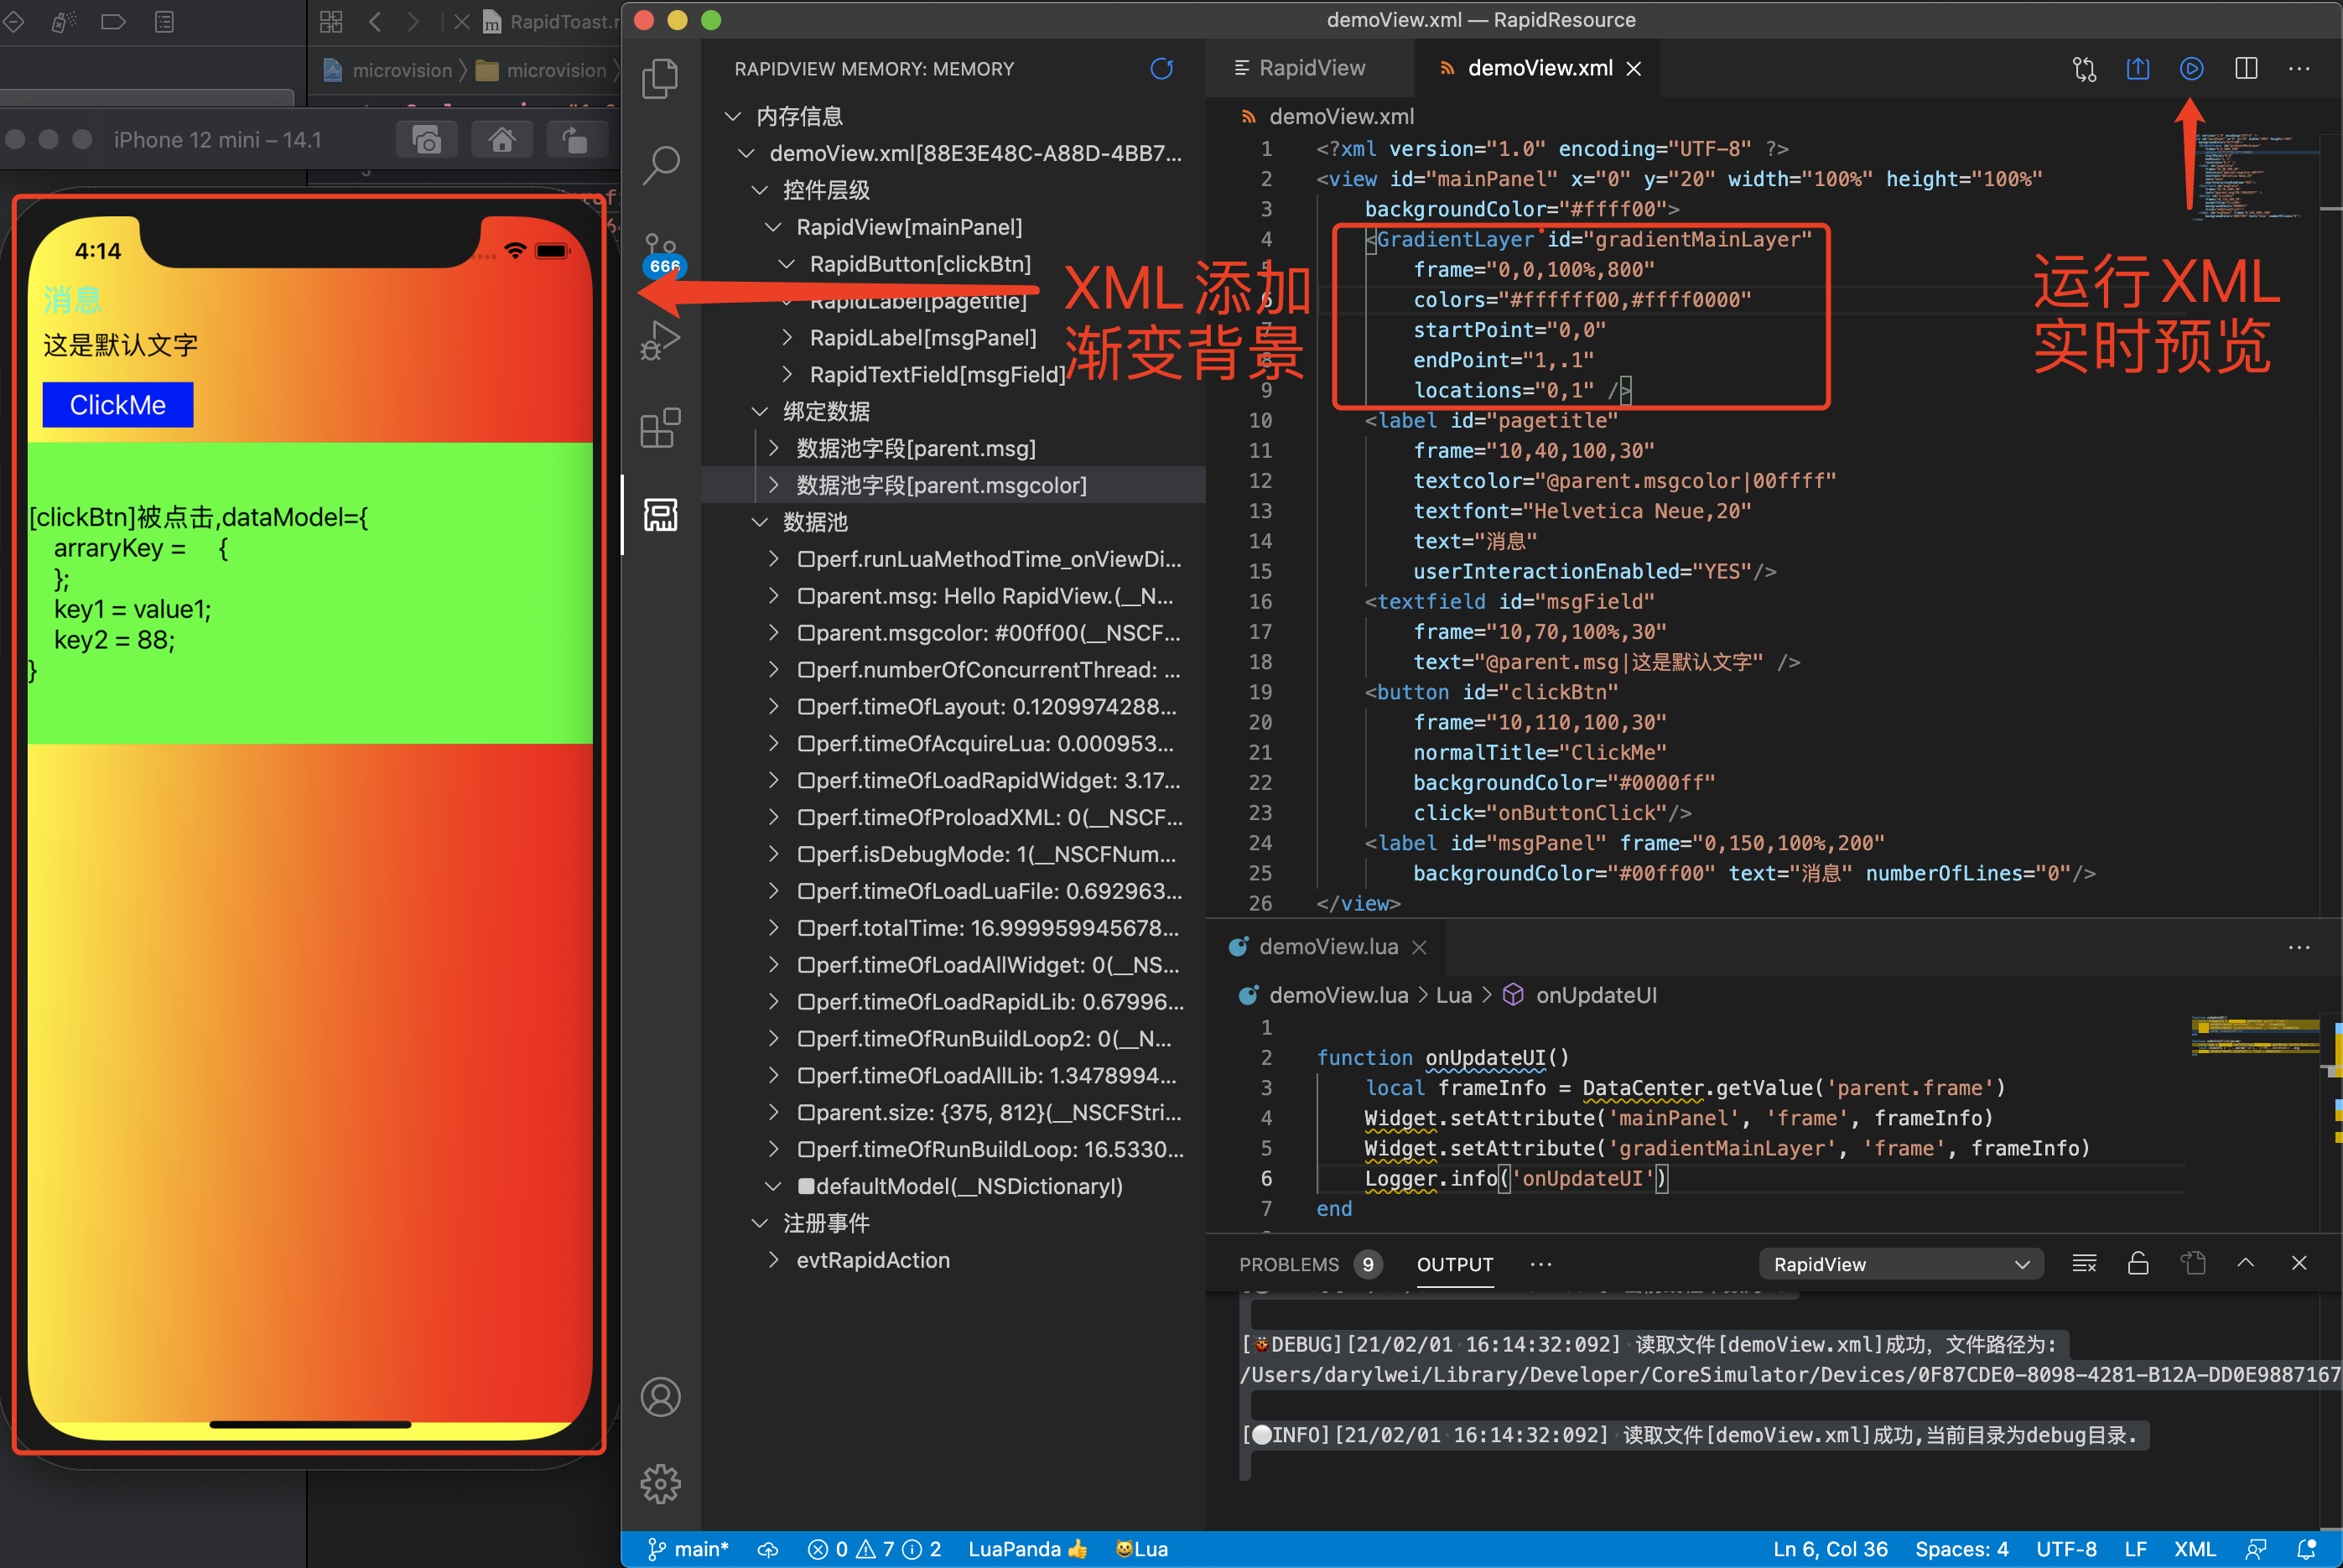 RapidToast.m
microvision
microvision
iPhone 12 mini – 14.1
4:14
消息
这是默认文字
ClickMe
[clickBtn]被点击,dataModel={
arraryKey = {
};
key1 = value1;
key2 = 88;
}
demoView.xml — RapidResource
666
RAPIDVIEW MEMORY: MEMORY
内存信息
demoView.xml[88E3E48C-A88D-4BB7...
控件层级
RapidView[mainPanel]
RapidButton[clickBtn]
RapidLabel[pagetitle]
RapidLabel[msgPanel]
RapidTextField[msgField]
绑定数据
数据池字段[parent.msg]
数据池字段[parent.msgcolor]
数据池
perf.runLuaMethodTime_onViewDi...
parent.msg: Hello RapidView.(__N...
parent.msgcolor: #00ff00(__NSCF...
perf.numberOfConcurrentThread: ...
perf.timeOfLayout: 0.1209974288...
perf.timeOfAcquireLua: 0.000953...
perf.timeOfLoadRapidWidget: 3.17...
perf.timeOfProloadXML: 0(__NSCF...
perf.isDebugMode: 1(__NSCFNum...
perf.timeOfLoadLuaFile: 0.692963...
perf.totalTime: 16.999959945678...
perf.timeOfLoadAllWidget: 0(__NS...
perf.timeOfLoadRapidLib: 0.67996...
perf.timeOfRunBuildLoop2: 0(__N...
perf.timeOfLoadAllLib: 1.3478994...
parent.size: {375, 812}(__NSCFStri...
perf.timeOfRunBuildLoop: 16.5330...
defaultModel(__NSDictionaryI)
注册事件
evtRapidAction
XML 添加
渐变背景
运行 XML
实时预览
RapidView
demoView.xml
demoView.xml
1 <?xml version="1.0" encoding="UTF-8" ?>
2 <view id="mainPanel" x="0" y="20" width="100%" height="100%"
3 backgroundColor="#ffff00">
4 <GradientLayer id="gradientMainLayer"
frame="0,0,100%,800"
6 colors="#ffffff00,#ffff0000"
7 startPoint="0,0"
8 endPoint="1,.1"
9 locations="0,1" />
10 <label id="pagetitle"
11 frame="10,40,100,30"
12 textcolor="@parent.msgcolor|00ffff"
13 textfont="Helvetica Neue,20"
14 text="消息"
15 userInteractionEnabled="YES"/>
16 <textfield id="msgField"
17 frame="10,70,100%,30"
18 text="@parent.msg|这是默认文字" />
19 <button id="clickBtn"
20 frame="10,110,100,30"
21 normalTitle="ClickMe"
22 backgroundColor="#0000ff"
23 click="onButtonClick"/>
24 <label id="msgPanel" frame="0,150,100%,200"
25 backgroundColor="#00ff00" text="消息" numberOfLines="0"/>
26 </view>
demoView.lua
demoView.lua > Lua > onUpdateUI
1
2 function onUpdateUI()
3 local frameInfo = DataCenter.getValue('parent.frame')
4 Widget.setAttribute('mainPanel', 'frame', frameInfo)
5 Widget.setAttribute('gradientMainLayer', 'frame', frameInfo)
6 Logger.info('onUpdateUI')
7 end
PROBLEMS 9 OUTPUT ··· RapidView
[DEBUG][21/02/01 16:14:32:092] 读取文件[demoView.xml]成功，文件路径为:
/Users/darylwei/Library/Developer/CoreSimulator/Devices/0F87CDE0-8098-4281-B12A-DD0E9887167
[INFO][21/02/01 16:14:32:092] 读取文件[demoView.xml]成功,当前目录为debug目录.
main* 0 7 2 LuaPanda👍 😺Lua Ln 6, Col 36 Spaces: 4 UTF-8 LF XML